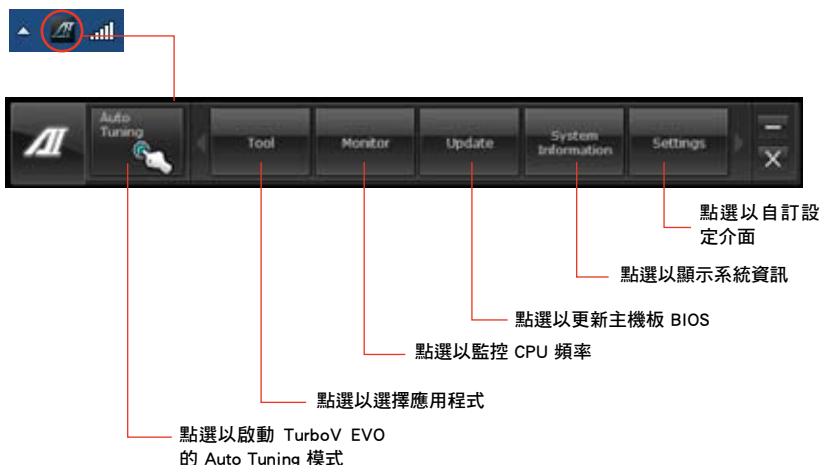 Auto
Tuning
Tool
Monitor
Update
System
Information
Settings
點選以自訂設
定介面
點選以顯示系統資訊
點選以更新主機板 BIOS
點選以監控 CPU 頻率
點選以選擇應用程式
點選以啟動 TurboV EVO
的 Auto Tuning 模式